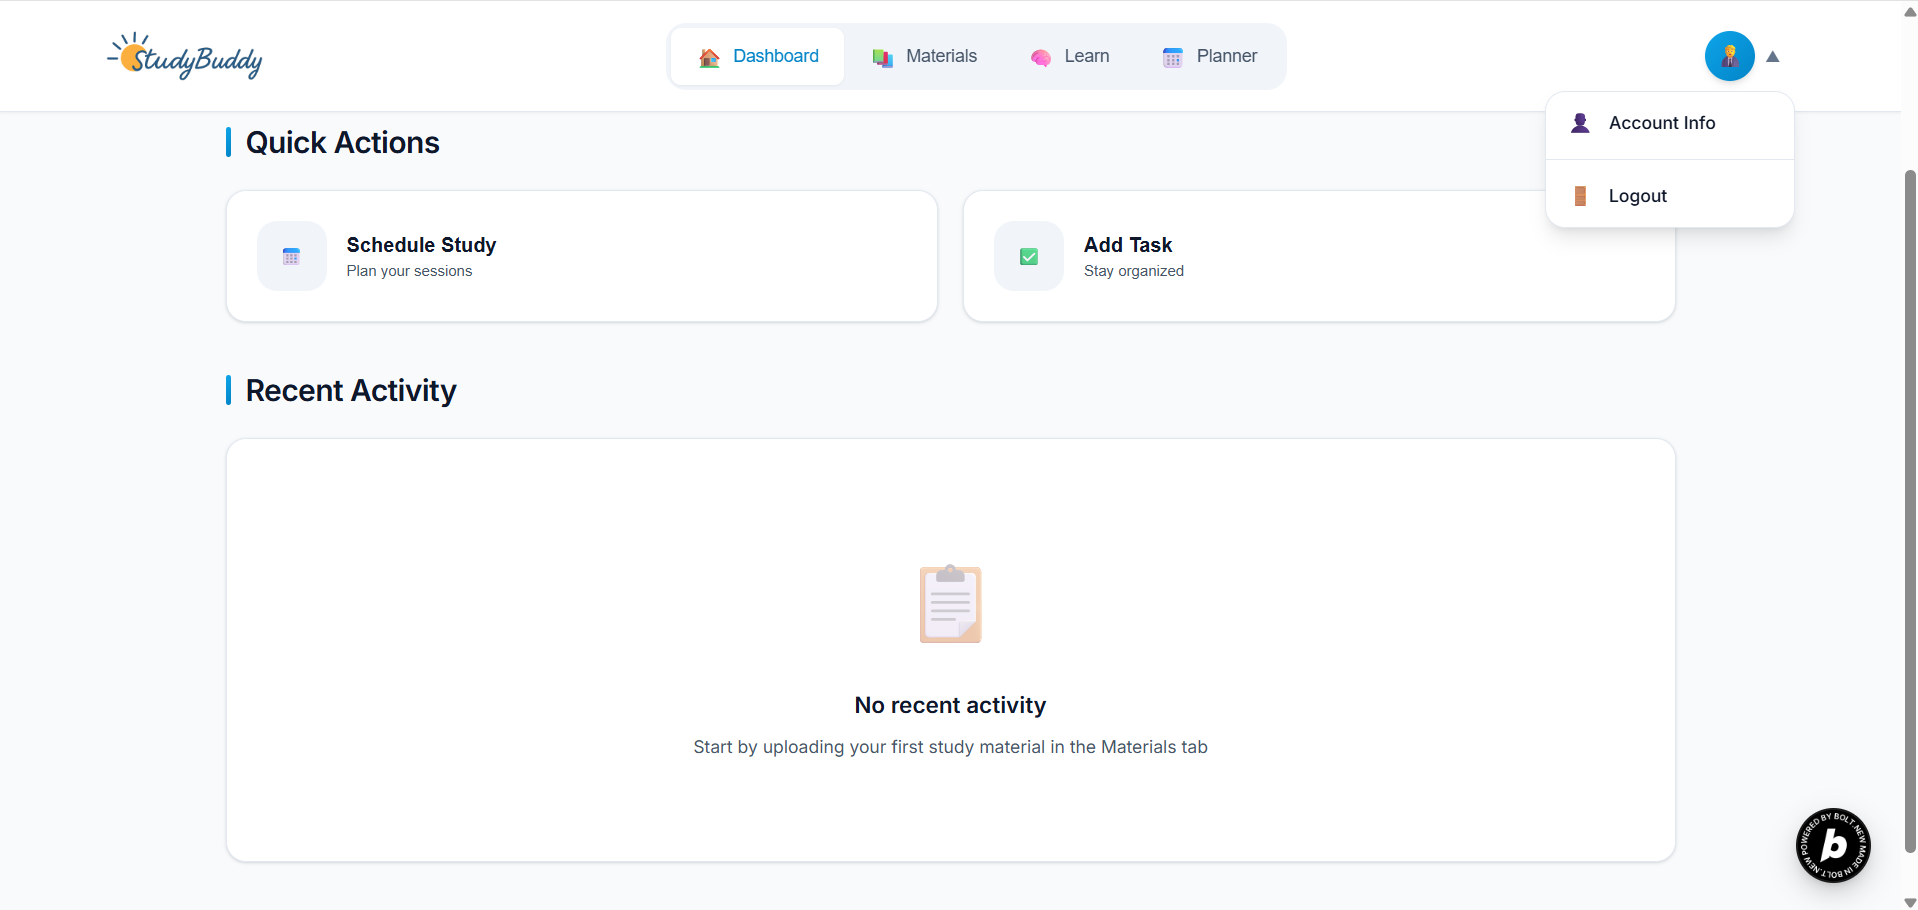 StudyBuddy
Dashboard
Materials
Learn
Planner
Account Info
Logout
Quick Actions
Schedule Study
Plan your sessions
Add Task
Stay organized
Recent Activity
No recent activity
Start by uploading your first study material in the Materials tab
POWERED BY BOLT.NEW MADE IN BOLT.NEW
b